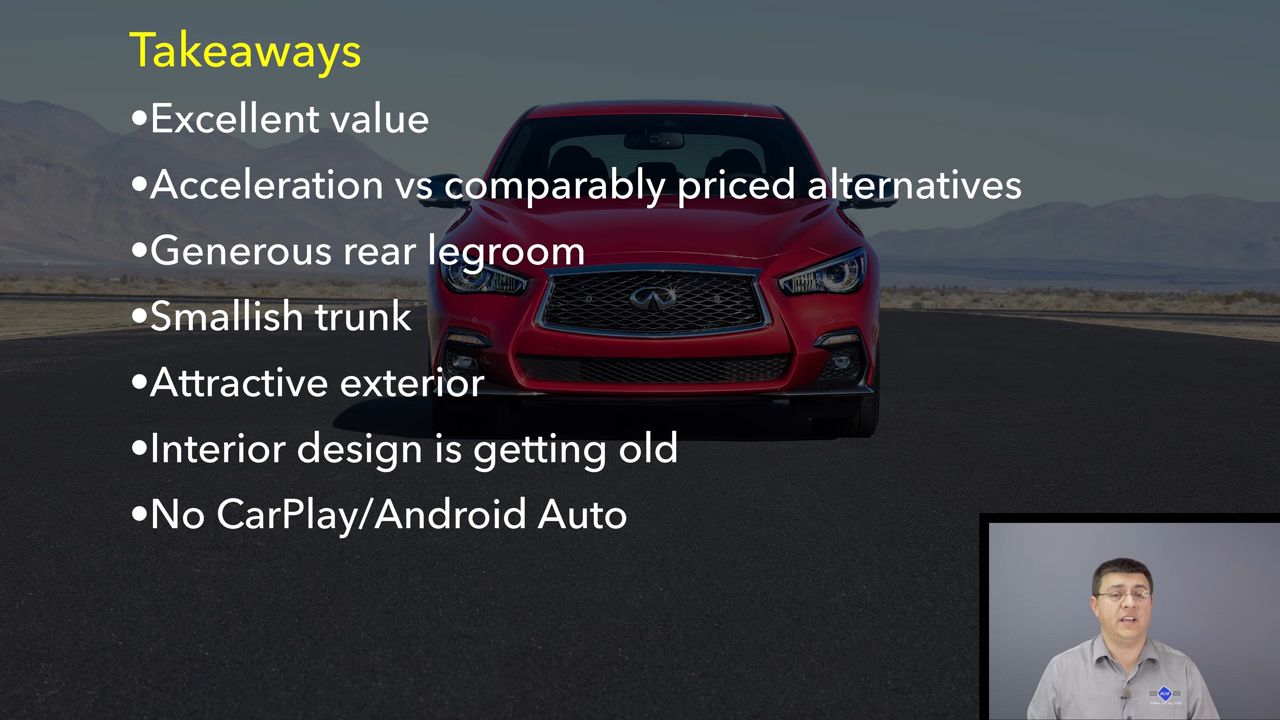 Takeaways
•Excellent value
•Acceleration vs comparably priced alternatives
•Generous rear legroom
•Smallish trunk
•Attractive exterior
•Interior design is getting old
•No CarPlay/Android Auto